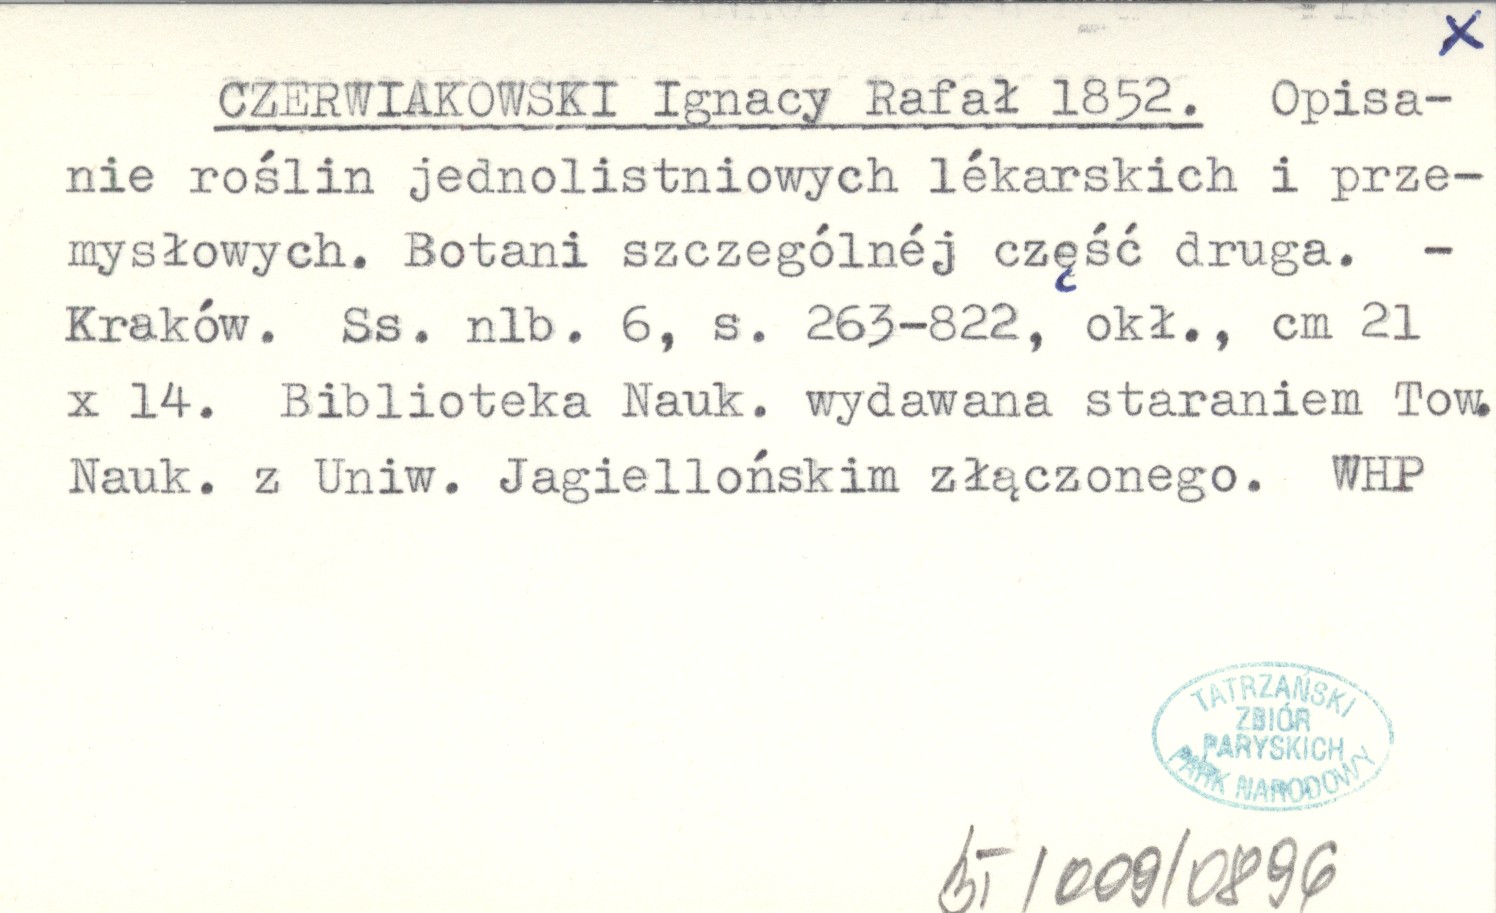 x
CZERWIAKOWSKI Ignacy Rafał 1852. Opisa-
nie roślin jednolistniowych lékarskich i prze-
mysłowych. Botani szczególnéj część druga. -
Kraków. Ss. nlb. 6, s. 263-822, okł., cm 21
x 14. Biblioteka Nauk. wydawana staraniem Tow.
Nauk. z Uniw. Jagiellońskim złączonego. WHP
TATRZAŃSKI
ZBIÓR
PARYSKICH
PARK NARODOWY
/009/0896